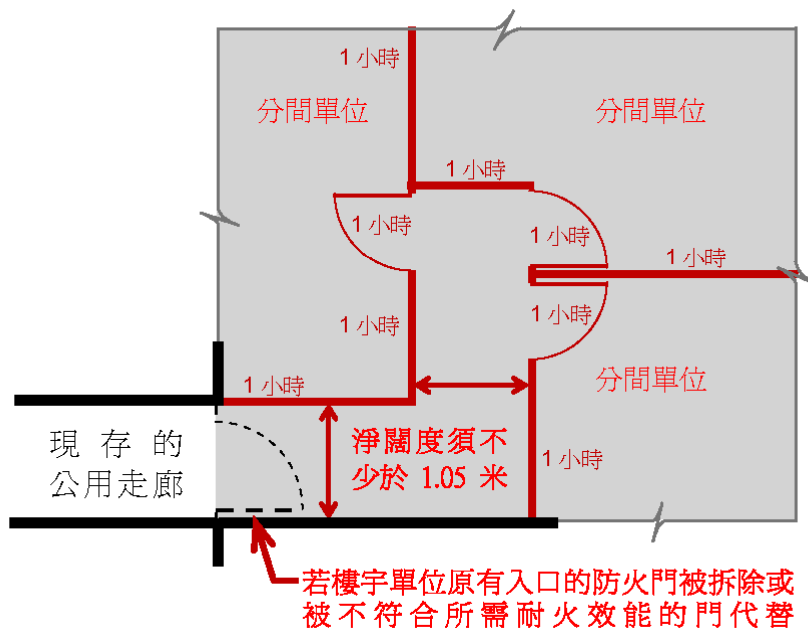 1 小時
分間單位
分間單位
1 小時
1 小時
1 小時
1 小時
1 小時
1 小時
1 小時
分間單位
現存的
公用走廊
淨闊度須不
少於 1.05 米
1 小時
若樓宇單位原有入口的防火門被拆除或
被不符合所需耐火效能的門代替